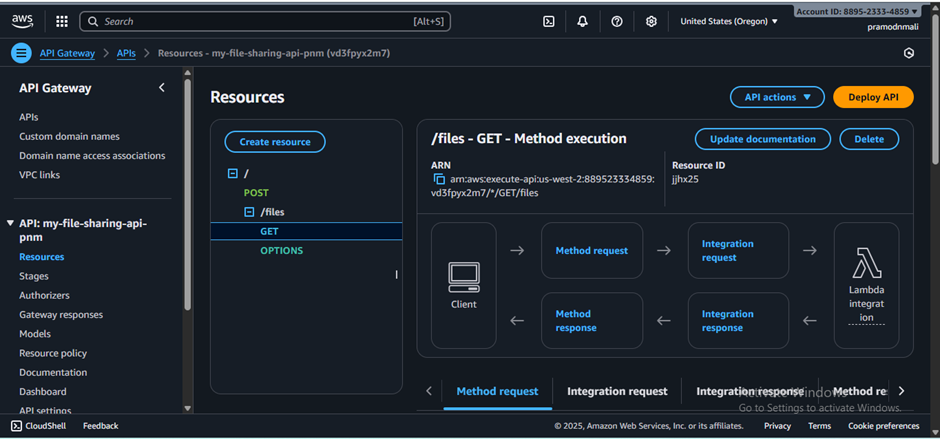 aws
Search
[Alt+S]
United States (Oregon)
Account ID: 8895-2333-4859
pramodnmali
API Gateway > APIs > Resources - my-file-sharing-api-pnm (vd3fpyx2m7)
API Gateway
APIs
Custom domain names
Domain name access associations
VPC links
API: my-file-sharing-api-
pnm
Resources
Stages
Authorizers
Gateway responses
Models
Resource policy
Documentation
Dashboard
API settings
Resources
API actions
Deploy API
Create resource
/
POST
/files
GET
OPTIONS
/files - GET - Method execution
Update documentation
Delete
ARN
arn:aws:execute-api:us-west-2:889523334859:
vd3fpyx2m7/*/GET/files
Resource ID
jjhx25
Client
Method request
Integration
request
Method
response
Integration
response
Lambda
integrat
ion
Method request
Integration request
Integration response
Method re
Activate Windows
Go to Settings to activate Windows.
CloudShell
Feedback
© 2025, Amazon Web Services, Inc. or its affiliates.
Privacy
Terms
Cookie preferences